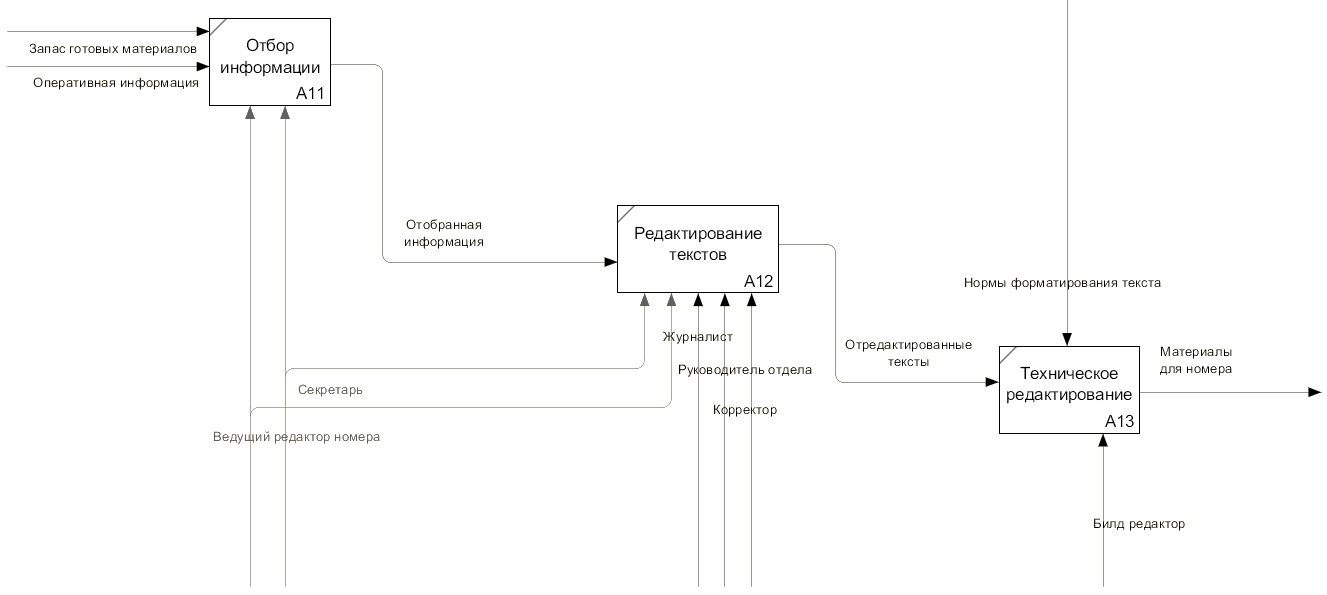 Запас готовых материалов
Оперативная информация
Отбор
информации
A11
Отобранная
информация
Редактирование
текстов
A12
Журналист
Руководитель отдела
Корректор
Секретарь
Ведущий редактор номера
Нормы форматирования текста
Отредактированные
тексты
Техническое
редактирование
A13
Материалы
для номера
Билд редактор